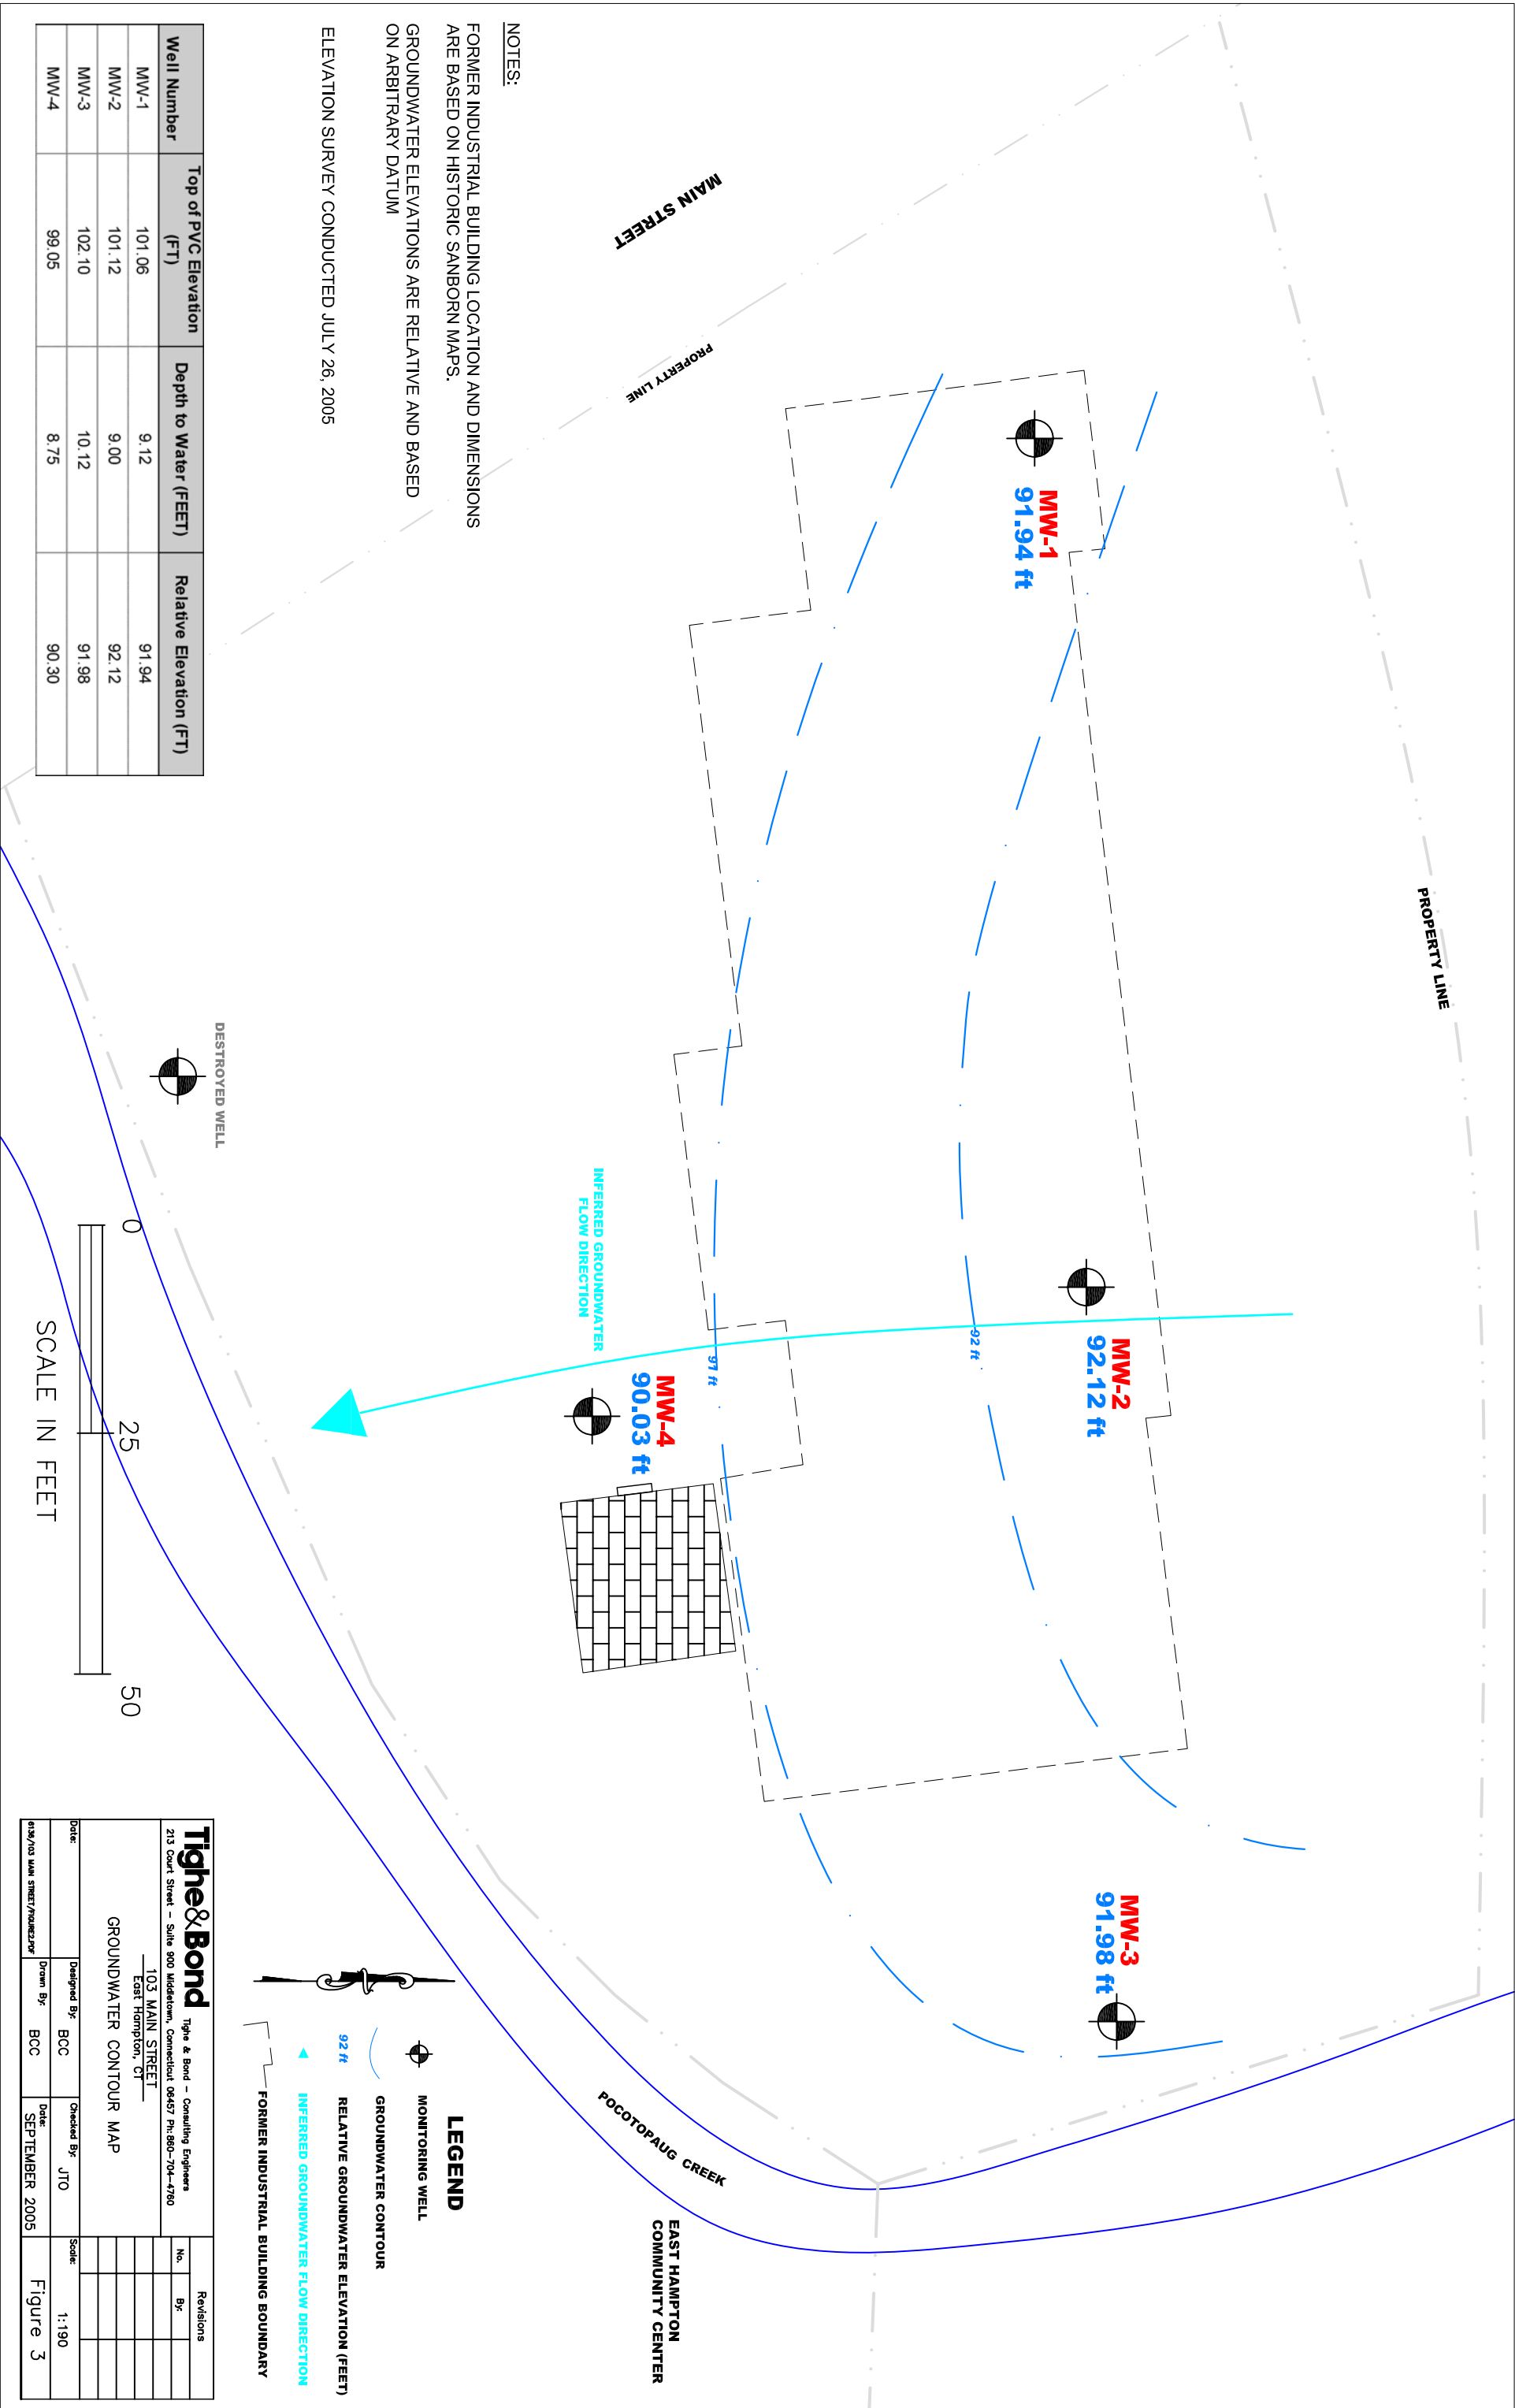 PROPERTY LINE
MAIN STREET
PROPERTY LINE
MW-1
91.94 ft
MW-2
92.12 ft
MW-3
91.98 ft
92 ft
91 ft
MW-4
90.03 ft
INFERRED GROUNDWATER
FLOW DIRECTION
DESTROYED WELL
POCOTOPAUG CREEK
EAST HAMPTON
COMMUNITY CENTER
NOTES:
FORMER INDUSTRIAL BUILDING LOCATION AND DIMENSIONS
ARE BASED ON HISTORIC SANBORN MAPS.
GROUNDWATER ELEVATIONS ARE RELATIVE AND BASED
ON ARBITRARY DATUM
ELEVATION SURVEY CONDUCTED JULY 26, 2005
Well Number Top of PVC Elevation (FT) Depth to Water (FEET) Relative Elevation (FT)
MW-1 101.06 9.12 91.94
MW-2 101.12 9.00 92.12
MW-3 102.10 10.12 91.98
MW-4 99.05 8.75 90.30
0 25 50
SCALE IN FEET
LEGEND
MONITORING WELL
GROUNDWATER CONTOUR
92 ft RELATIVE GROUNDWATER ELEVATION (FEET)
INFERRED GROUNDWATER FLOW DIRECTION
FORMER INDUSTRIAL BUILDING BOUNDARY
Tighe&Bond Tighe & Bond - Consulting Engineers
213 Court Street - Suite 900 Middletown, Connecticut 06457 Ph: 860-704-4760
103 MAIN STREET
East Hampton, CT
GROUNDWATER CONTOUR MAP
Revisions
No. By:
Date: Designed By: BCC Checked By: JTO Scale: 1:190
6136/103 MAIN STREET/FIGURE2.PDF Drawn By: BCC Date: SEPTEMBER 2005 Figure 3